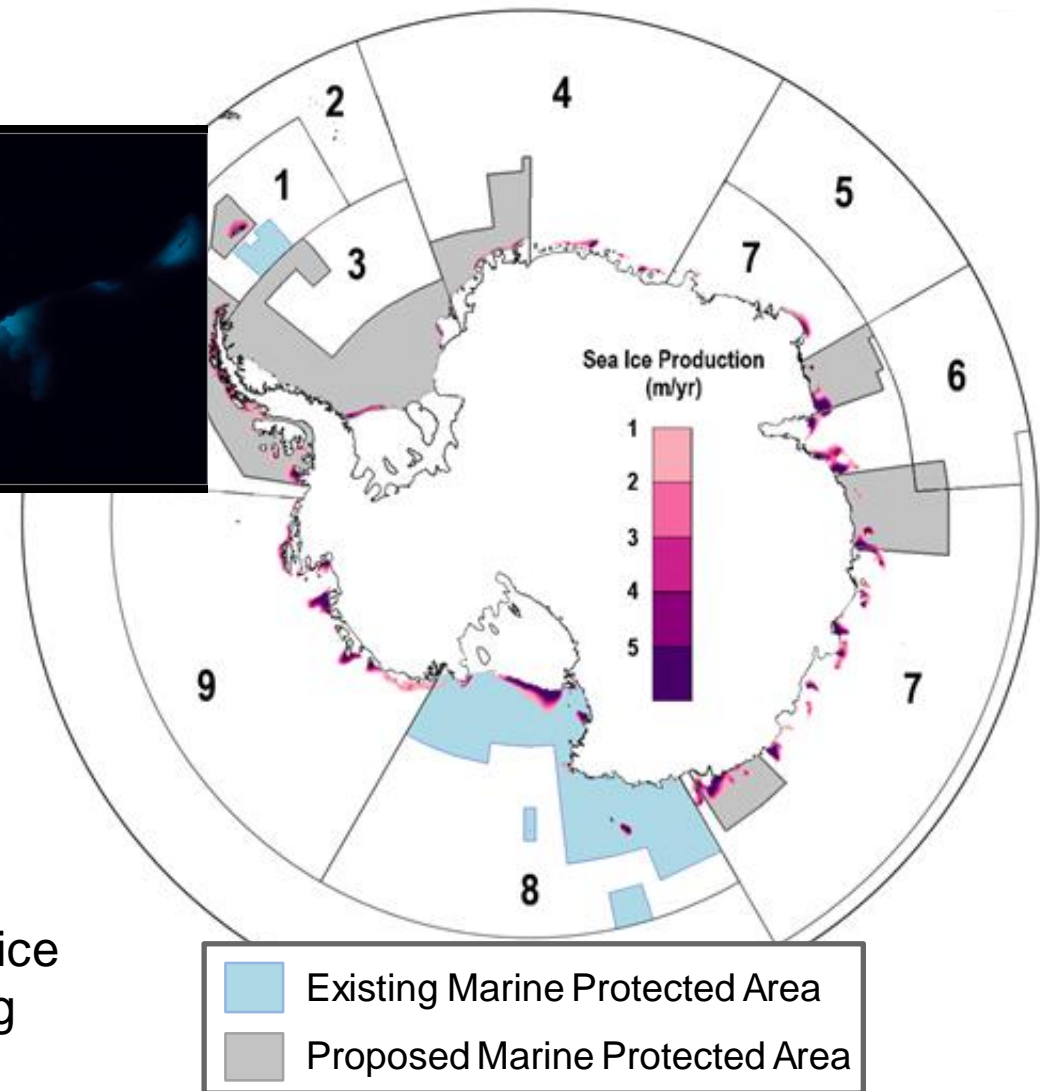 4
2
1
5
3
7
Sea Ice Production
(m/yr)
6
1
2
3
4
5
9
7
8
ice
g
Existing Marine Protected Area
Proposed Marine Protected Area